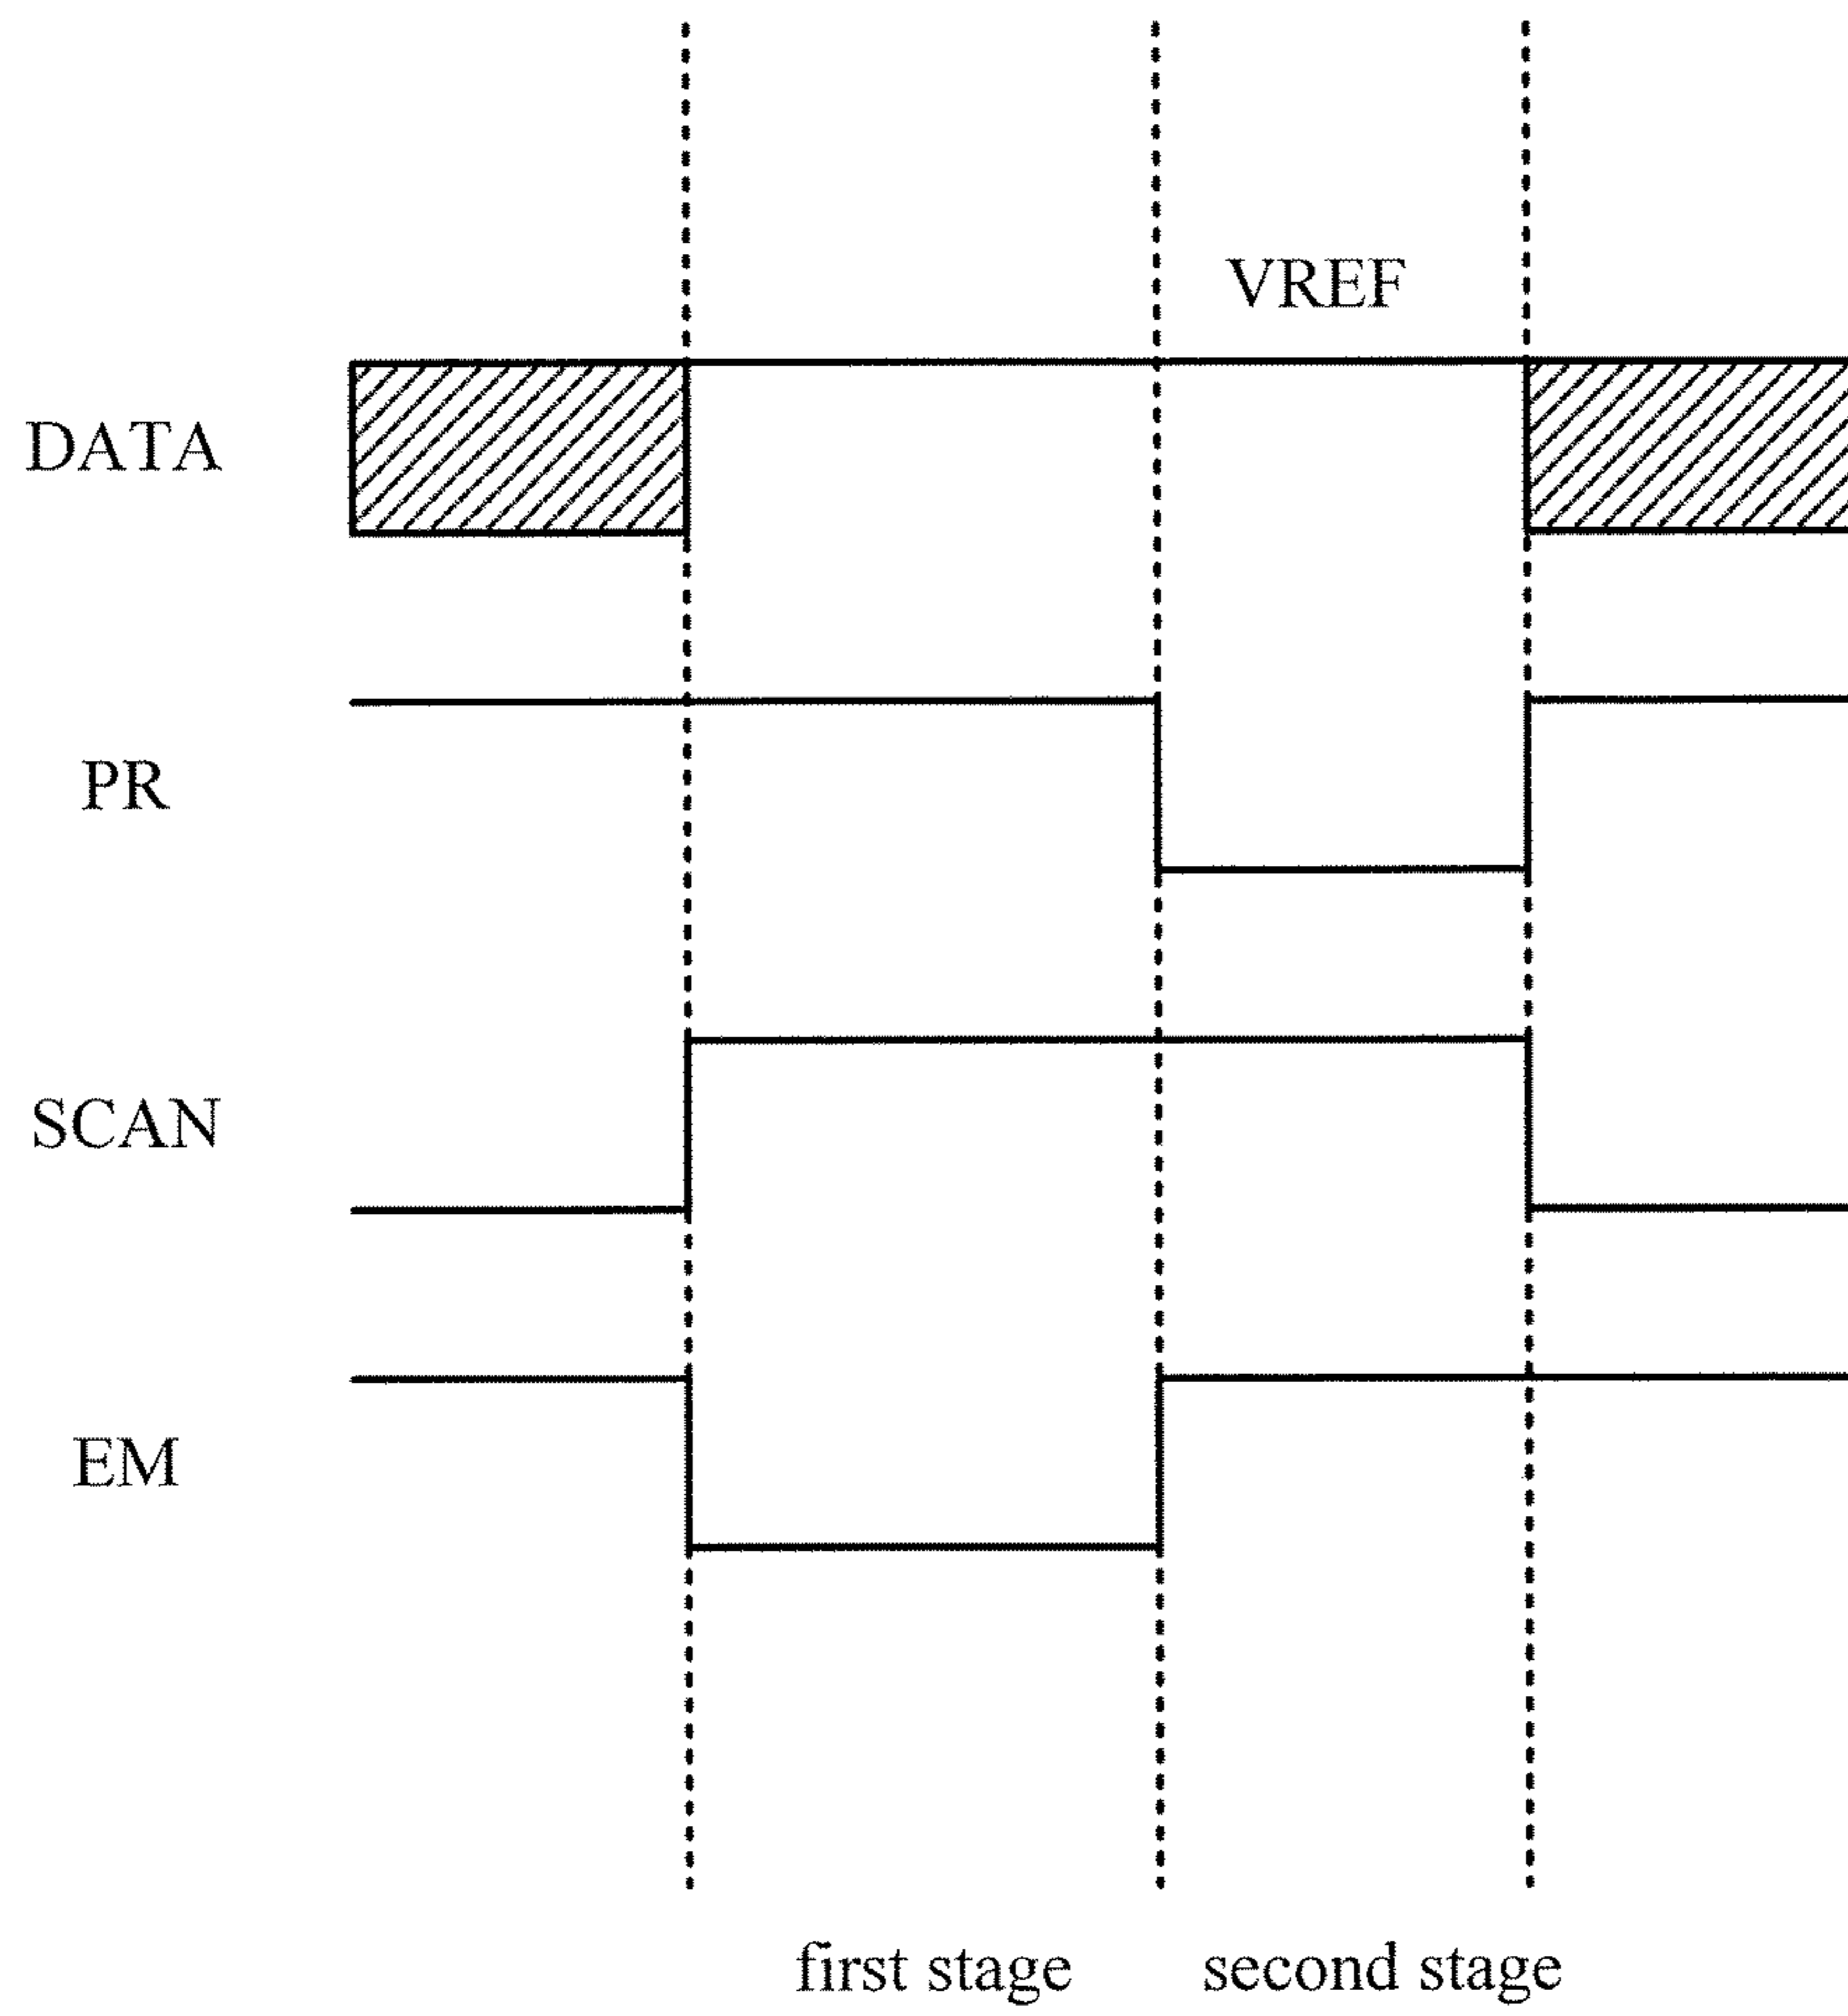 VREF
DATA
PR
SCAN
EM
first stage second stage